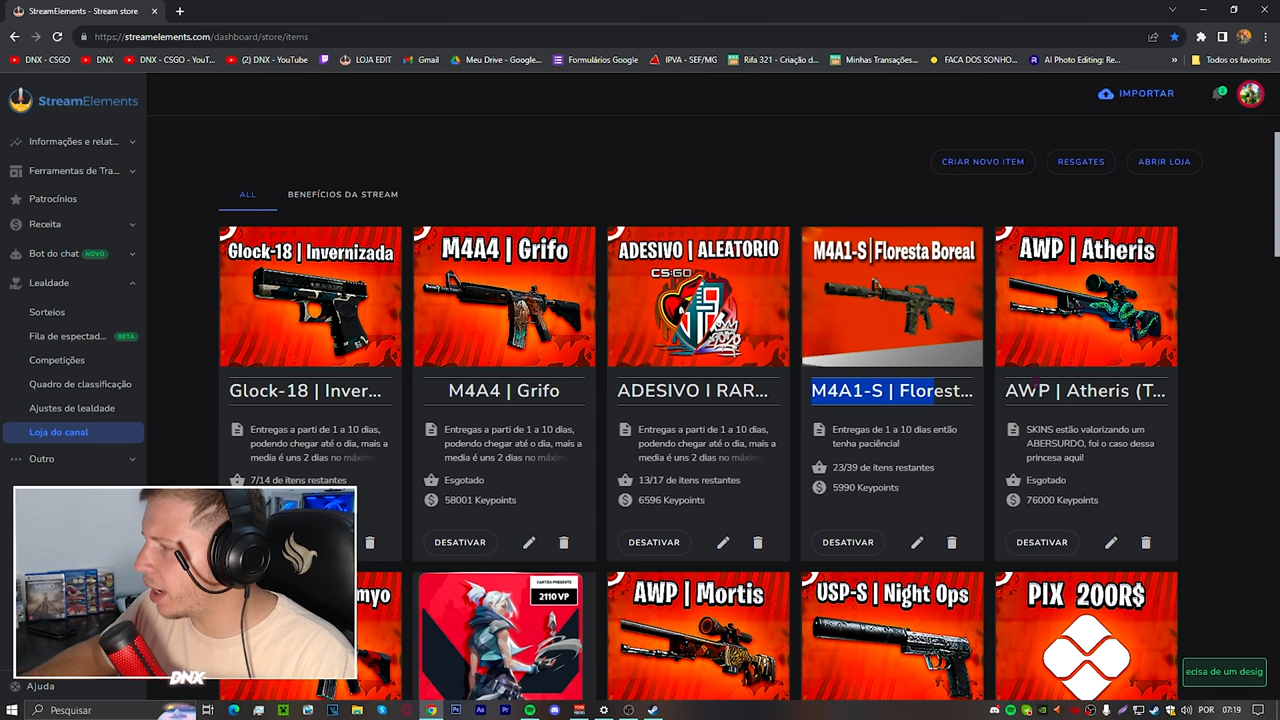 StreamElements - Stream store
https://streamelements.com/dashboard/store/items
DNX - CSGO
DNX
DNX - CSGO - YouT...
(2) DNX - YouTube
LOJA EDIT
Gmail
Meu Drive - Google...
Formulários Google
IPVA - SEF/MG
Rifa 321 - Criação d...
Minhas Transações...
FACA DOS SONHO...
AI Photo Editing: Re...
»
Todos os favoritos
StreamElements
IMPORTAR
2
Informações e relat...
Ferramentas de Tra...
Patrocínios
Receita
Bot do chat NOVO
Lealdade
Sorteios
Fila de espectad... BETA
Competições
Quadro de classificação
Ajustes de lealdade
Loja do canal
Outro
Ajuda
CRIAR NOVO ITEM
RESGATES
ABRIR LOJA
ALL
BENEFÍCIOS DA STREAM
Glock-18 | Invernizada
Glock-18 | Inver...
Entregas a parti de 1 a 10 dias,
podendo chegar até o dia, mais a
media é uns 2 dias no máximo
7/14 de itens restantes
M4A4 | Grifo
M4A4 | Grifo
Entregas a parti de 1 a 10 dias,
podendo chegar até o dia, mais a
media é uns 2 dias no máximo
Esgotado
58001 Keypoints
DESATIVAR
ADESIVO | ALEATORIO
CS:GO
ADESIVO I RAR...
Entregas a parti de 1 a 10 dias,
podendo chegar até o dia, mais a
media é uns 2 dias no máximo
13/17 de itens restantes
6596 Keypoints
DESATIVAR
M4A1-S | Floresta Boreal
M4A1-S | Florest...
Entregas de 1 a 10 dias então
tenha paciência!
23/39 de itens restantes
5990 Keypoints
DESATIVAR
AWP | Atheris
AWP | Atheris (T...
SKINS estão valorizando um
ABERSURDO, foi o caso dessa
princesa aqui!
Esgotado
76000 Keypoints
DESATIVAR
myo
CARTÃO PRESENTE
2110 VP
AWP | Mortis
USP-S | Night Ops
PIX 200R$
ecisa de um desig
DNX
Pesquisar
POR
07:19